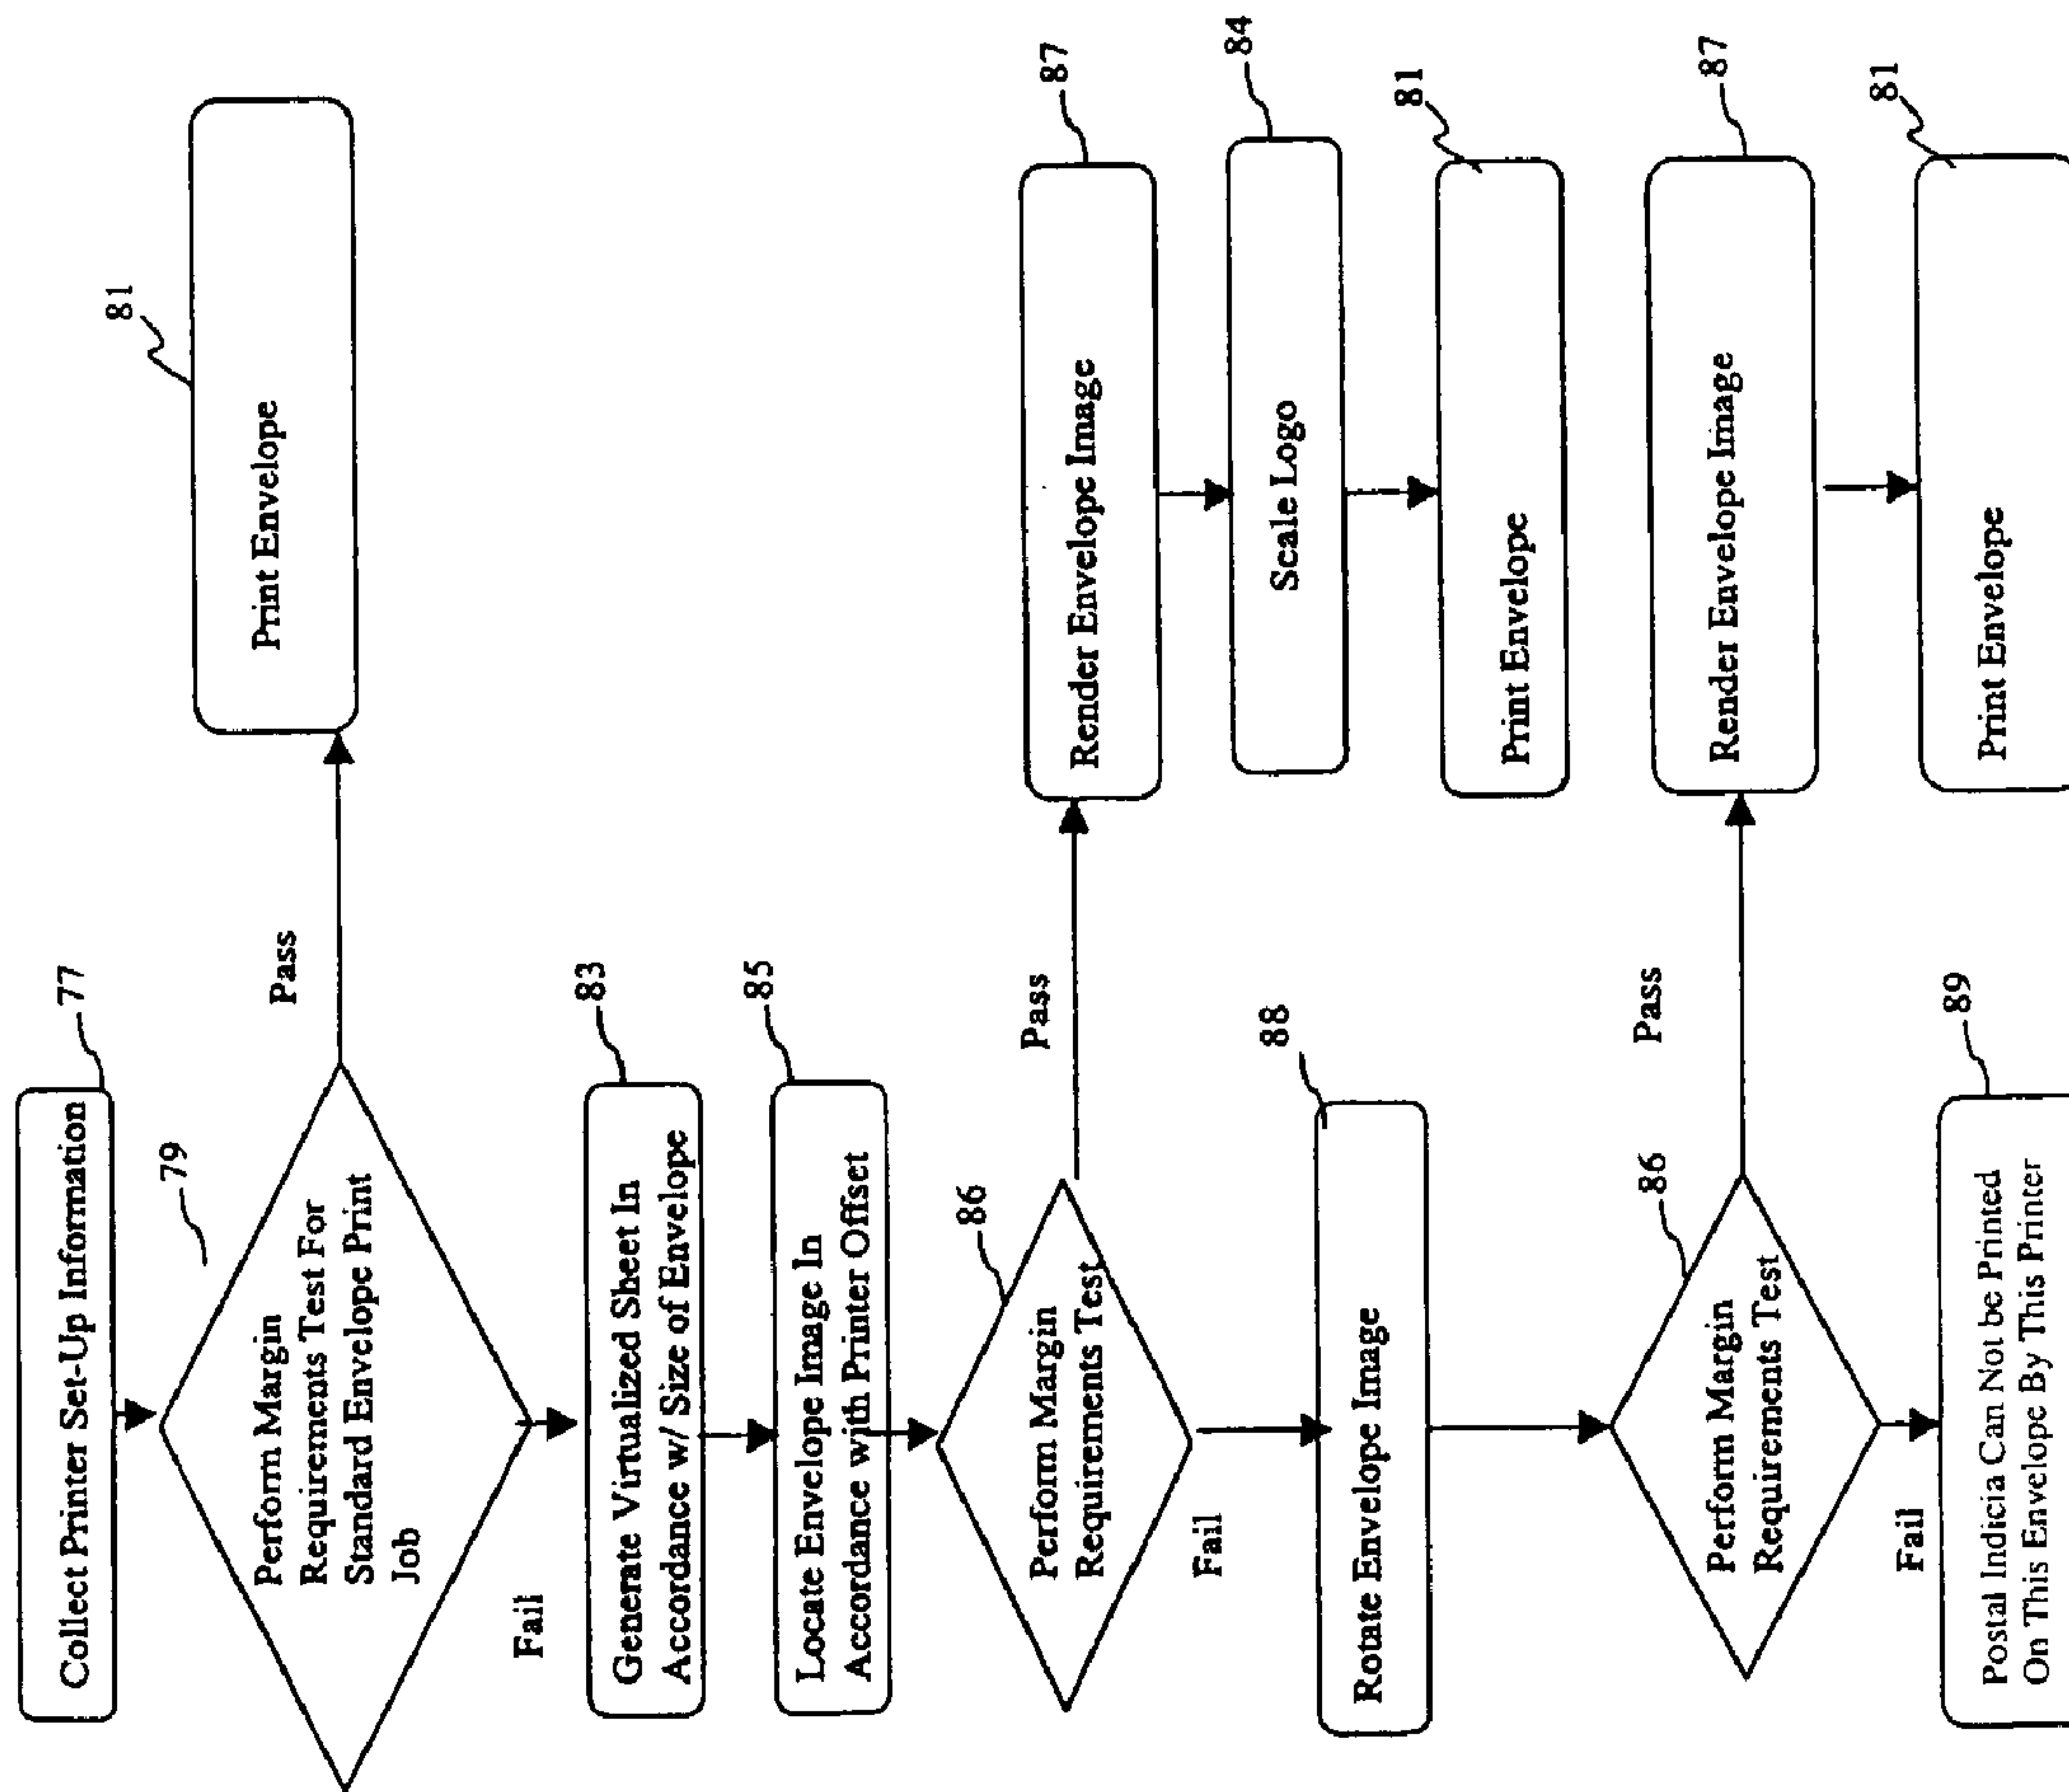 Collect Printer Set-Up Information
77
Perform Margin
Requirements Test For
Standard Envelope Print
Job
79
Pass
Print Envelope
81
Fail
Generate Virtualized Sheet In
Accordance w/ Size of Envelope
83
Locate Envelope Image In
Accordance with Printer Offset
85
Perform Margin
Requirements Test
86
Pass
Render Envelope Image
87
Scale Logo
84
Print Envelope
81
Fail
Rotate Envelope Image
88
Perform Margin
Requirements Test
86
Pass
Render Envelope Image
87
Print Envelope
81
Fail
Postal Indicia Can Not be Printed
On This Envelope By This Printer
89